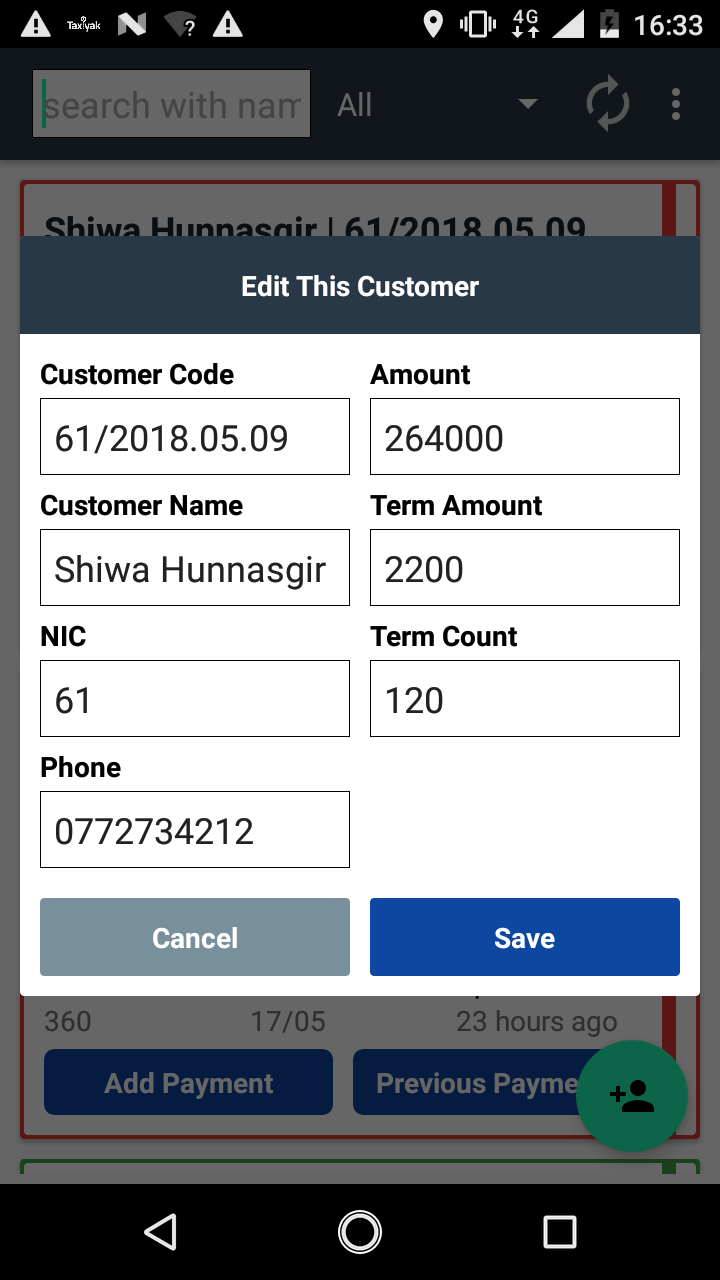 Taxiyak
?
4G
16:33
search with nam
All
Shiwa Hunnasgir | 61/2018.05.09
Edit This Customer
Customer Code
Amount
61/2018.05.09
264000
Customer Name
Term Amount
Shiwa Hunnasgir
2200
NIC
Term Count
61
120
Phone
0772734212
Cancel
Save
360
17/05
23 hours ago
Add Payment
Previous Payme